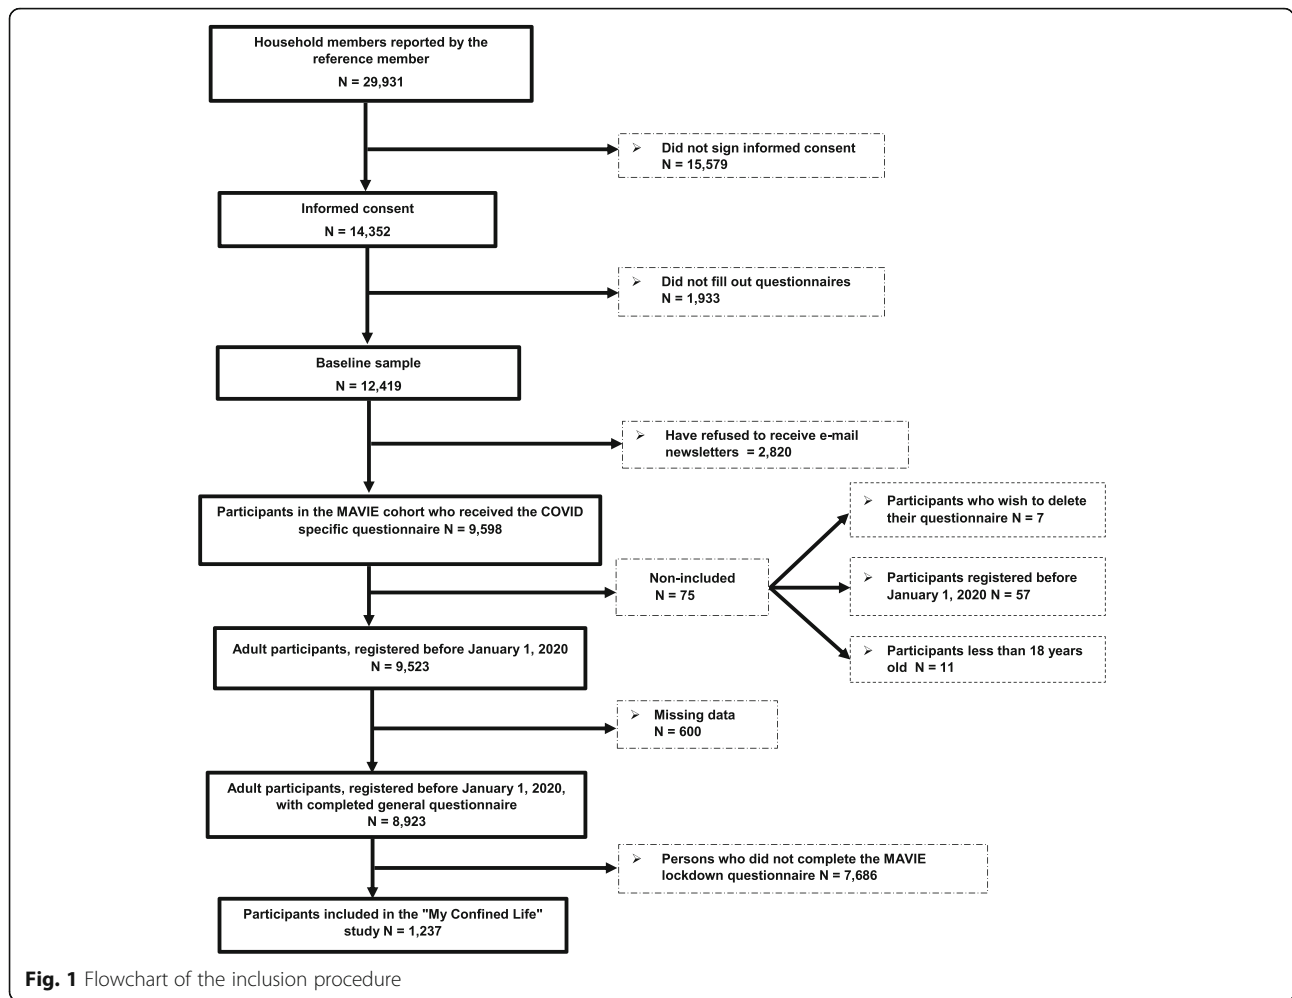 Household members reported by the
reference member
N = 29,931
➢ Did not sign informed consent
N = 15,579
Informed consent
N = 14,352
➢ Did not fill out questionnaires
N = 1,933
Baseline sample
N = 12,419
➢ Have refused to receive e-mail
newsletters = 2,820
Participants in the MAVIE cohort who received the COVID
specific questionnaire N = 9,598
➢ Participants who wish to delete
their questionnaire N = 7
Non-included
N = 75
➢ Participants registered before
January 1, 2020 N = 57
➢ Participants less than 18 years
old N = 11
Adult participants, registered before January 1, 2020
N = 9,523
➢ Missing data
N = 600
Adult participants, registered before January 1, 2020,
with completed general questionnaire
N = 8,923
➢ Persons who did not complete the MAVIE
lockdown questionnaire N = 7,686
Participants included in the "My Confined Life"
study N = 1,237
Fig. 1 Flowchart of the inclusion procedure